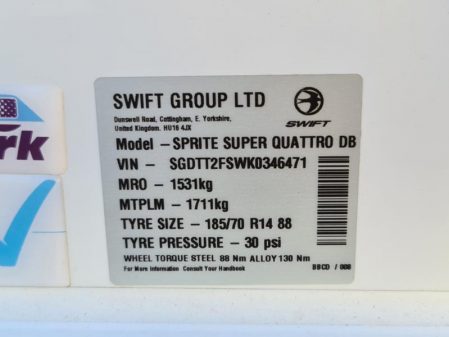 SWIFT GROUP LTD
Dunswell Road, Cottingham, E. Yorkshire,
United Kingdom. HU16 4JX
SWIFT
Model - SPRITE SUPER QUATTRO DB
VIN - SGDTT2FSWK0346471
MRO - 1531kg
MTPLM - 1711kg
TYRE SIZE - 185/70 R14 88
TYRE PRESSURE - 30 psi
WHEEL TORQUE STEEL 88 Nm ALLOY 130 Nm
For More Information Consult Your Handbook